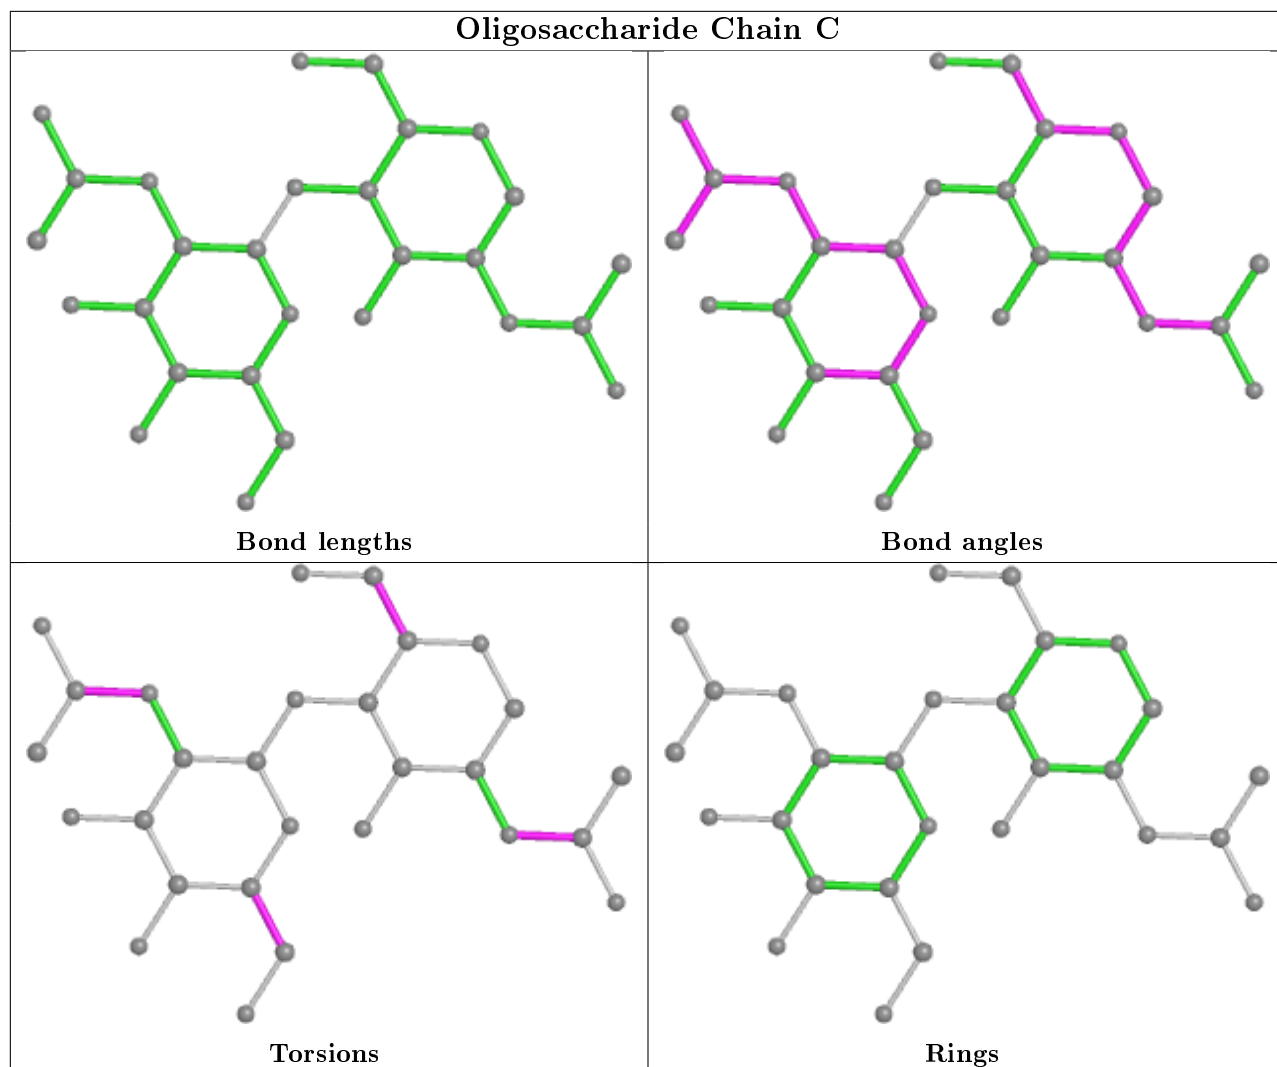 Oligosaccharide Chain C
Bond lengths
Bond angles
Torsions
Rings